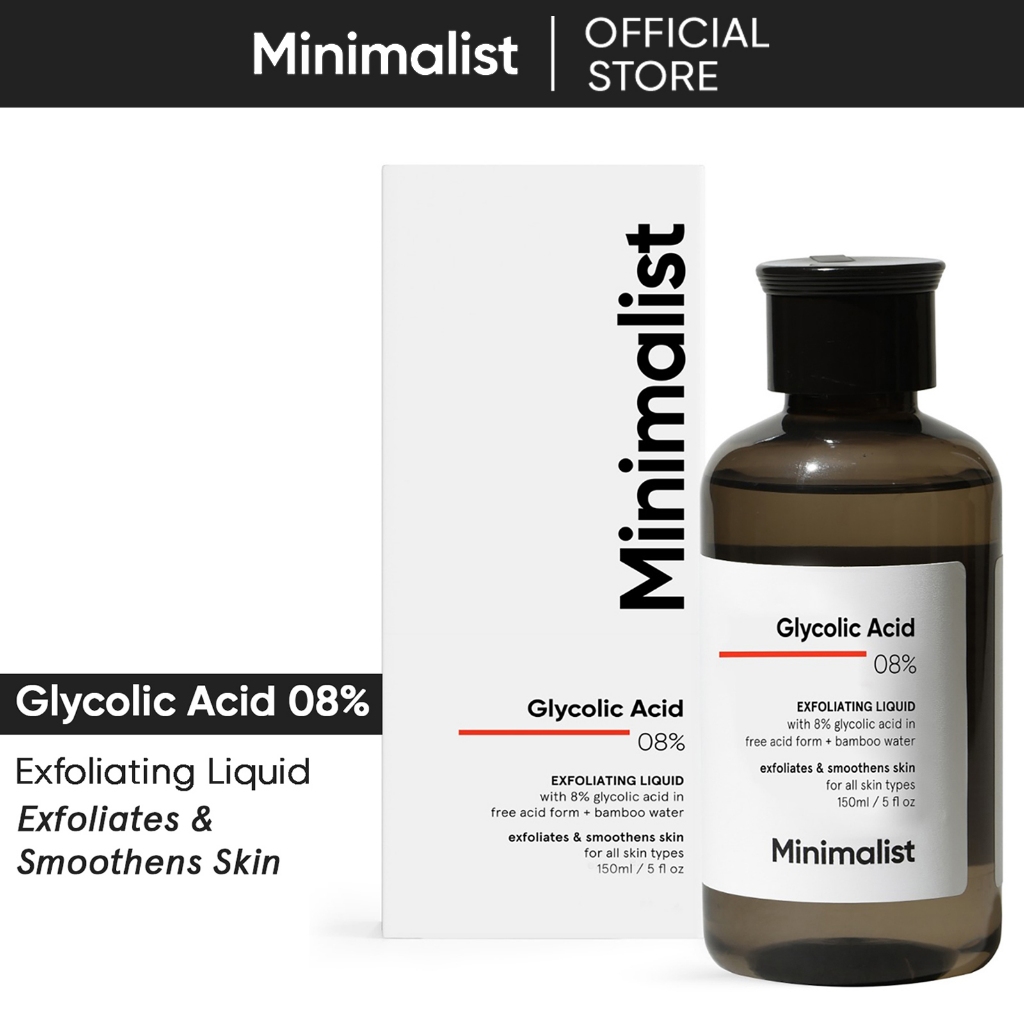 Minimalist
OFFICIAL
STORE
Minimalist
Glycolic Acid
08%
EXFOLIATING LIQUID
with 8% glycolic acid in
free acid form + bamboo water
exfoliates & smoothens skin
for all skin types
150ml / 5 fl oz
Glycolic Acid
08%
EXFOLIATING LIQUID
with 8% glycolic acid in
free acid form + bamboo water
exfoliates & smoothens skin
for all skin types
150ml / 5 fl oz
Minimalist
Glycolic Acid 08%
Exfoliating Liquid
Exfoliates &
Smoothens Skin